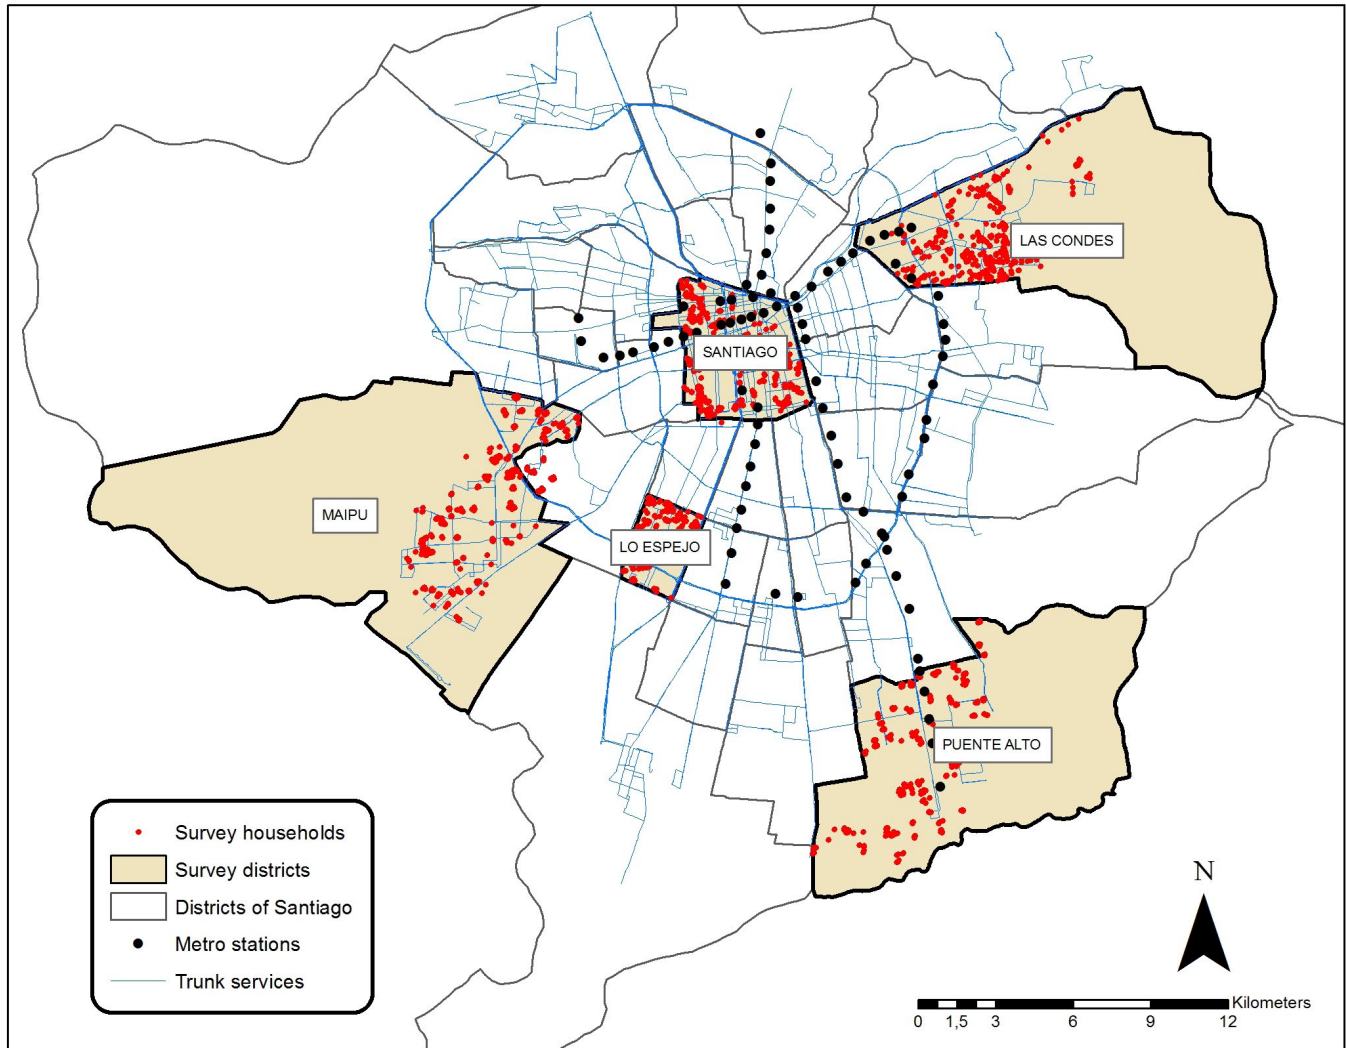 LAS CONDES
SANTIAGO
MAIPU
LO ESPEJO
PUENTE ALTO
Survey households
Survey districts
Districts of Santiago
Metro stations
Trunk services
N
Kilometers
0 1,5 3 6 9 12